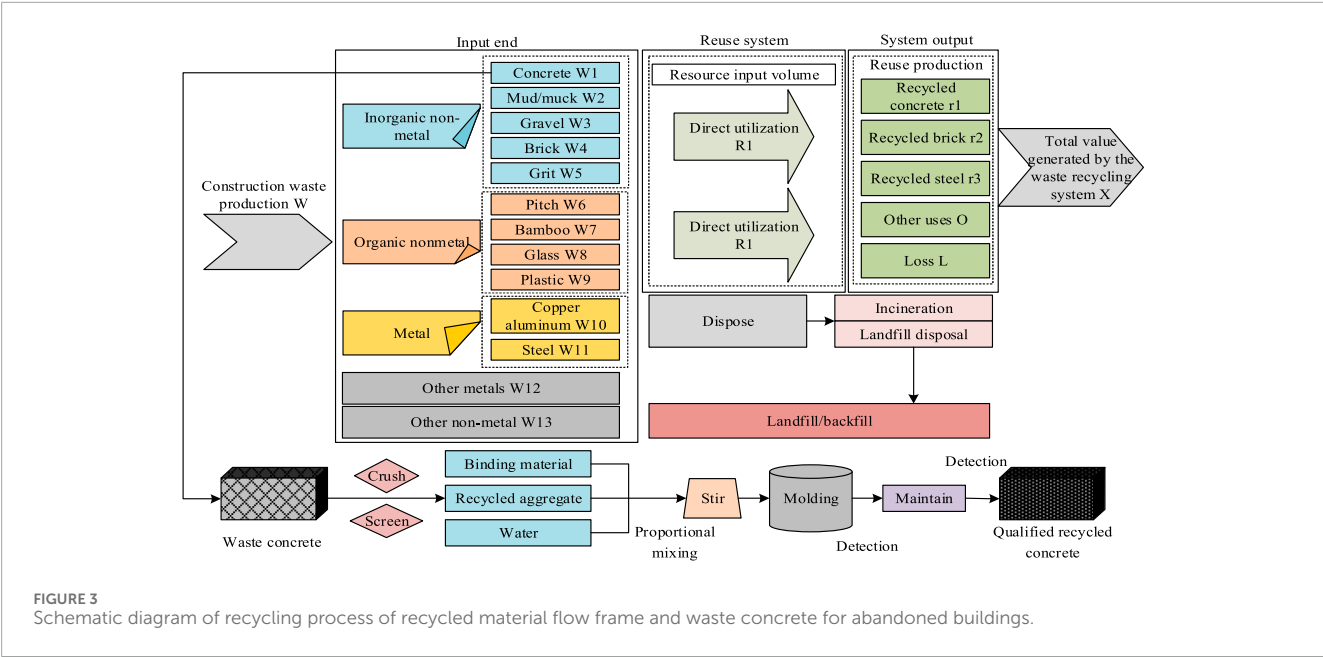 Input end
Reuse system
System output
Concrete W1
Mud/muck W2
Gravel W3
Brick W4
Grit W5
Inorganic non-
metal
Construction waste
production W
Pitch W6
Bamboo W7
Glass W8
Plastic W9
Organic nonmetal
Copper
aluminum W10
Steel W11
Metal
Other metals W12
Other non-metal W13
Resource input volume
Direct utilization
R1
Direct utilization
R1
Reuse production
Recycled
concrete r1
Recycled brick r2
Recycled steel r3
Other uses O
Loss L
Total value
generated by the
waste recycling
system X
Dispose
Incineration
Landfill disposal
Landfill/backfill
Waste concrete
Crush
Screen
Binding material
Recycled aggregate
Water
Proportional
mixing
Stir
Molding
Detection
Maintain
Detection
Qualified recycled
concrete
FIGURE 3
Schematic diagram of recycling process of recycled material flow frame and waste concrete for abandoned buildings.